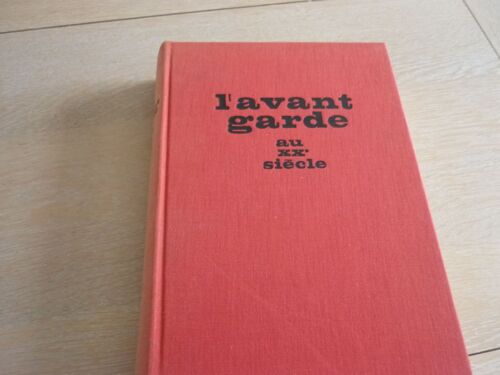 l'avant
garde
au
xxe
siècle